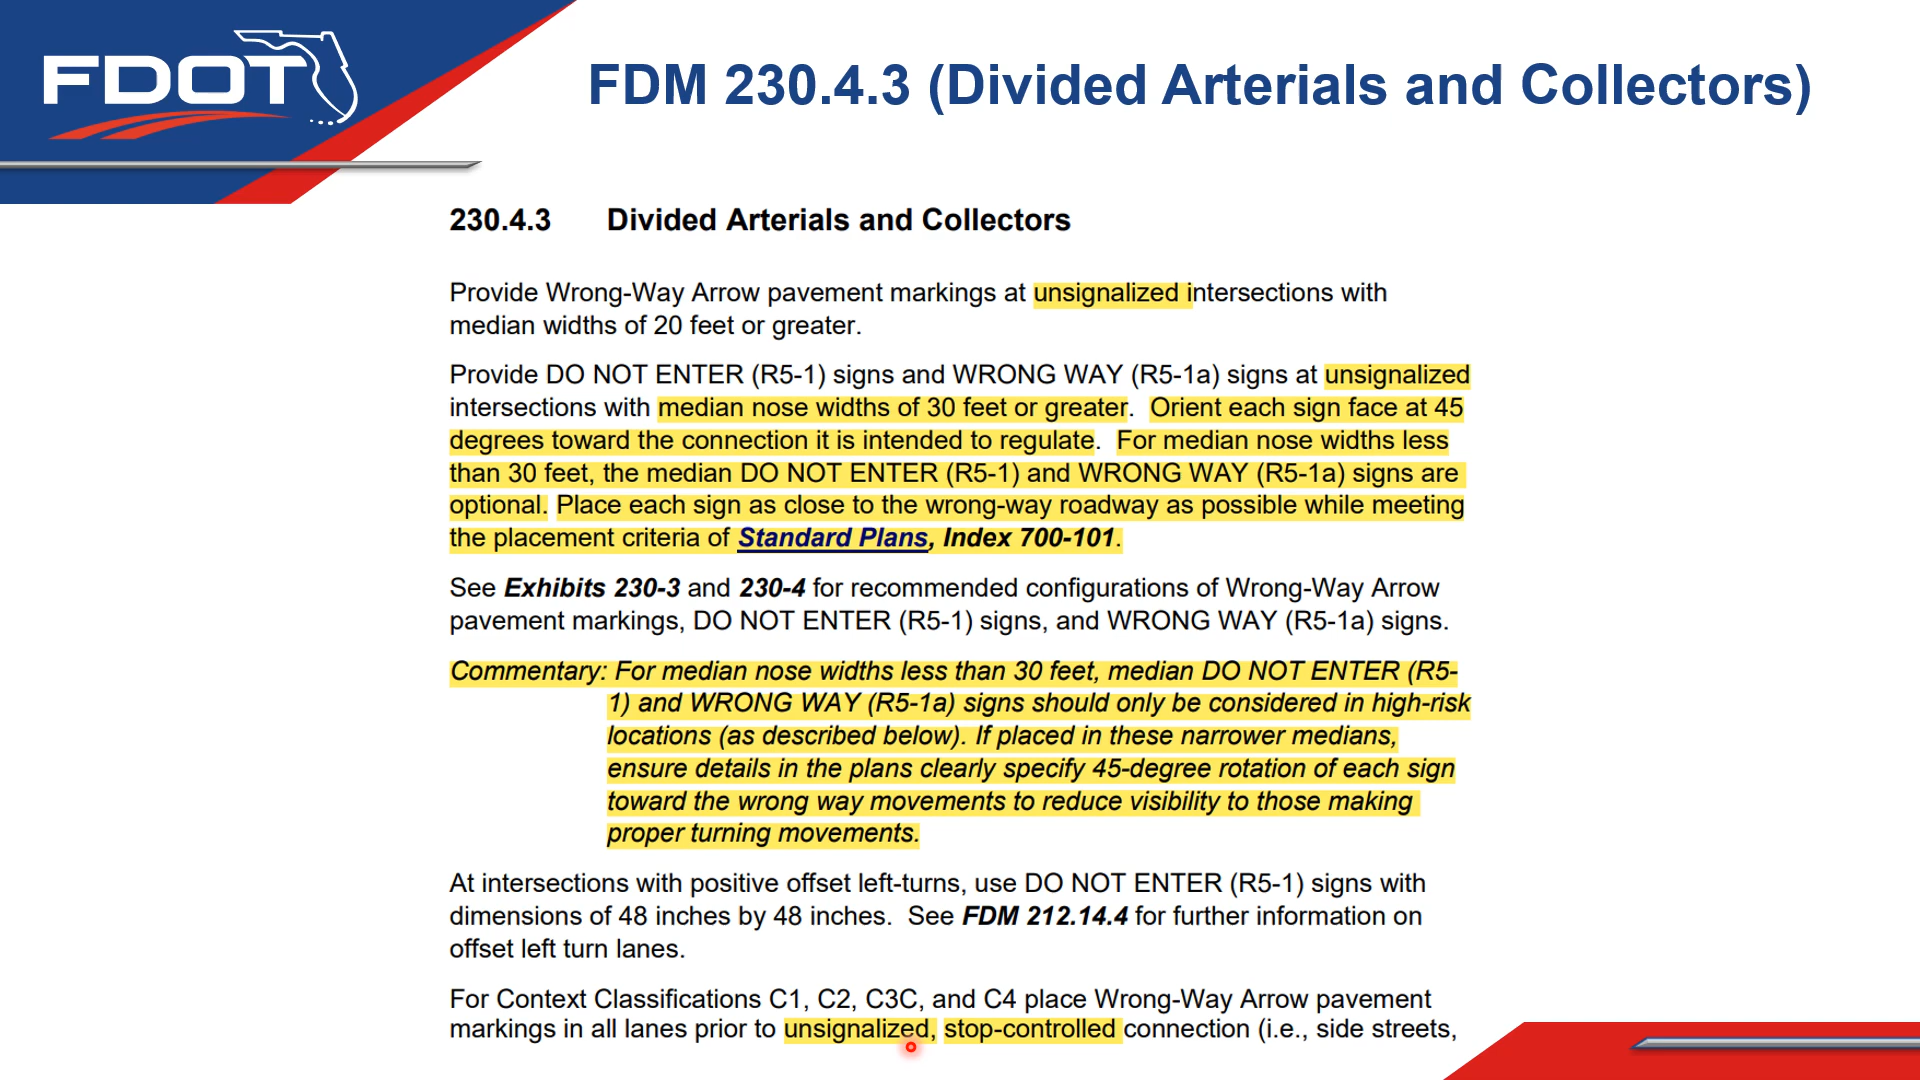 FDOT
FDM 230.4.3 (Divided Arterials and Collectors)
230.4.3 Divided Arterials and Collectors
Provide Wrong-Way Arrow pavement markings at unsignalized intersections with
median widths of 20 feet or greater.
Provide DO NOT ENTER (R5-1) signs and WRONG WAY (R5-1a) signs at unsignalized
intersections with median nose widths of 30 feet or greater. Orient each sign face at 45
degrees toward the connection it is intended to regulate. For median nose widths less
than 30 feet, the median DO NOT ENTER (R5-1) and WRONG WAY (R5-1a) signs are
optional. Place each sign as close to the wrong-way roadway as possible while meeting
the placement criteria of Standard Plans, Index 700-101.
See Exhibits 230-3 and 230-4 for recommended configurations of Wrong-Way Arrow
pavement markings, DO NOT ENTER (R5-1) signs, and WRONG WAY (R5-1a) signs.
Commentary: For median nose widths less than 30 feet, median DO NOT ENTER (R5-
1) and WRONG WAY (R5-1a) signs should only be considered in high-risk
locations (as described below). If placed in these narrower medians,
ensure details in the plans clearly specify 45-degree rotation of each sign
toward the wrong way movements to reduce visibility to those making
proper turning movements.
At intersections with positive offset left-turns, use DO NOT ENTER (R5-1) signs with
dimensions of 48 inches by 48 inches. See FDM 212.14.4 for further information on
offset left turn lanes.
For Context Classifications C1, C2, C3C, and C4 place Wrong-Way Arrow pavement
markings in all lanes prior to unsignalized, stop-controlled connection (i.e., side streets,